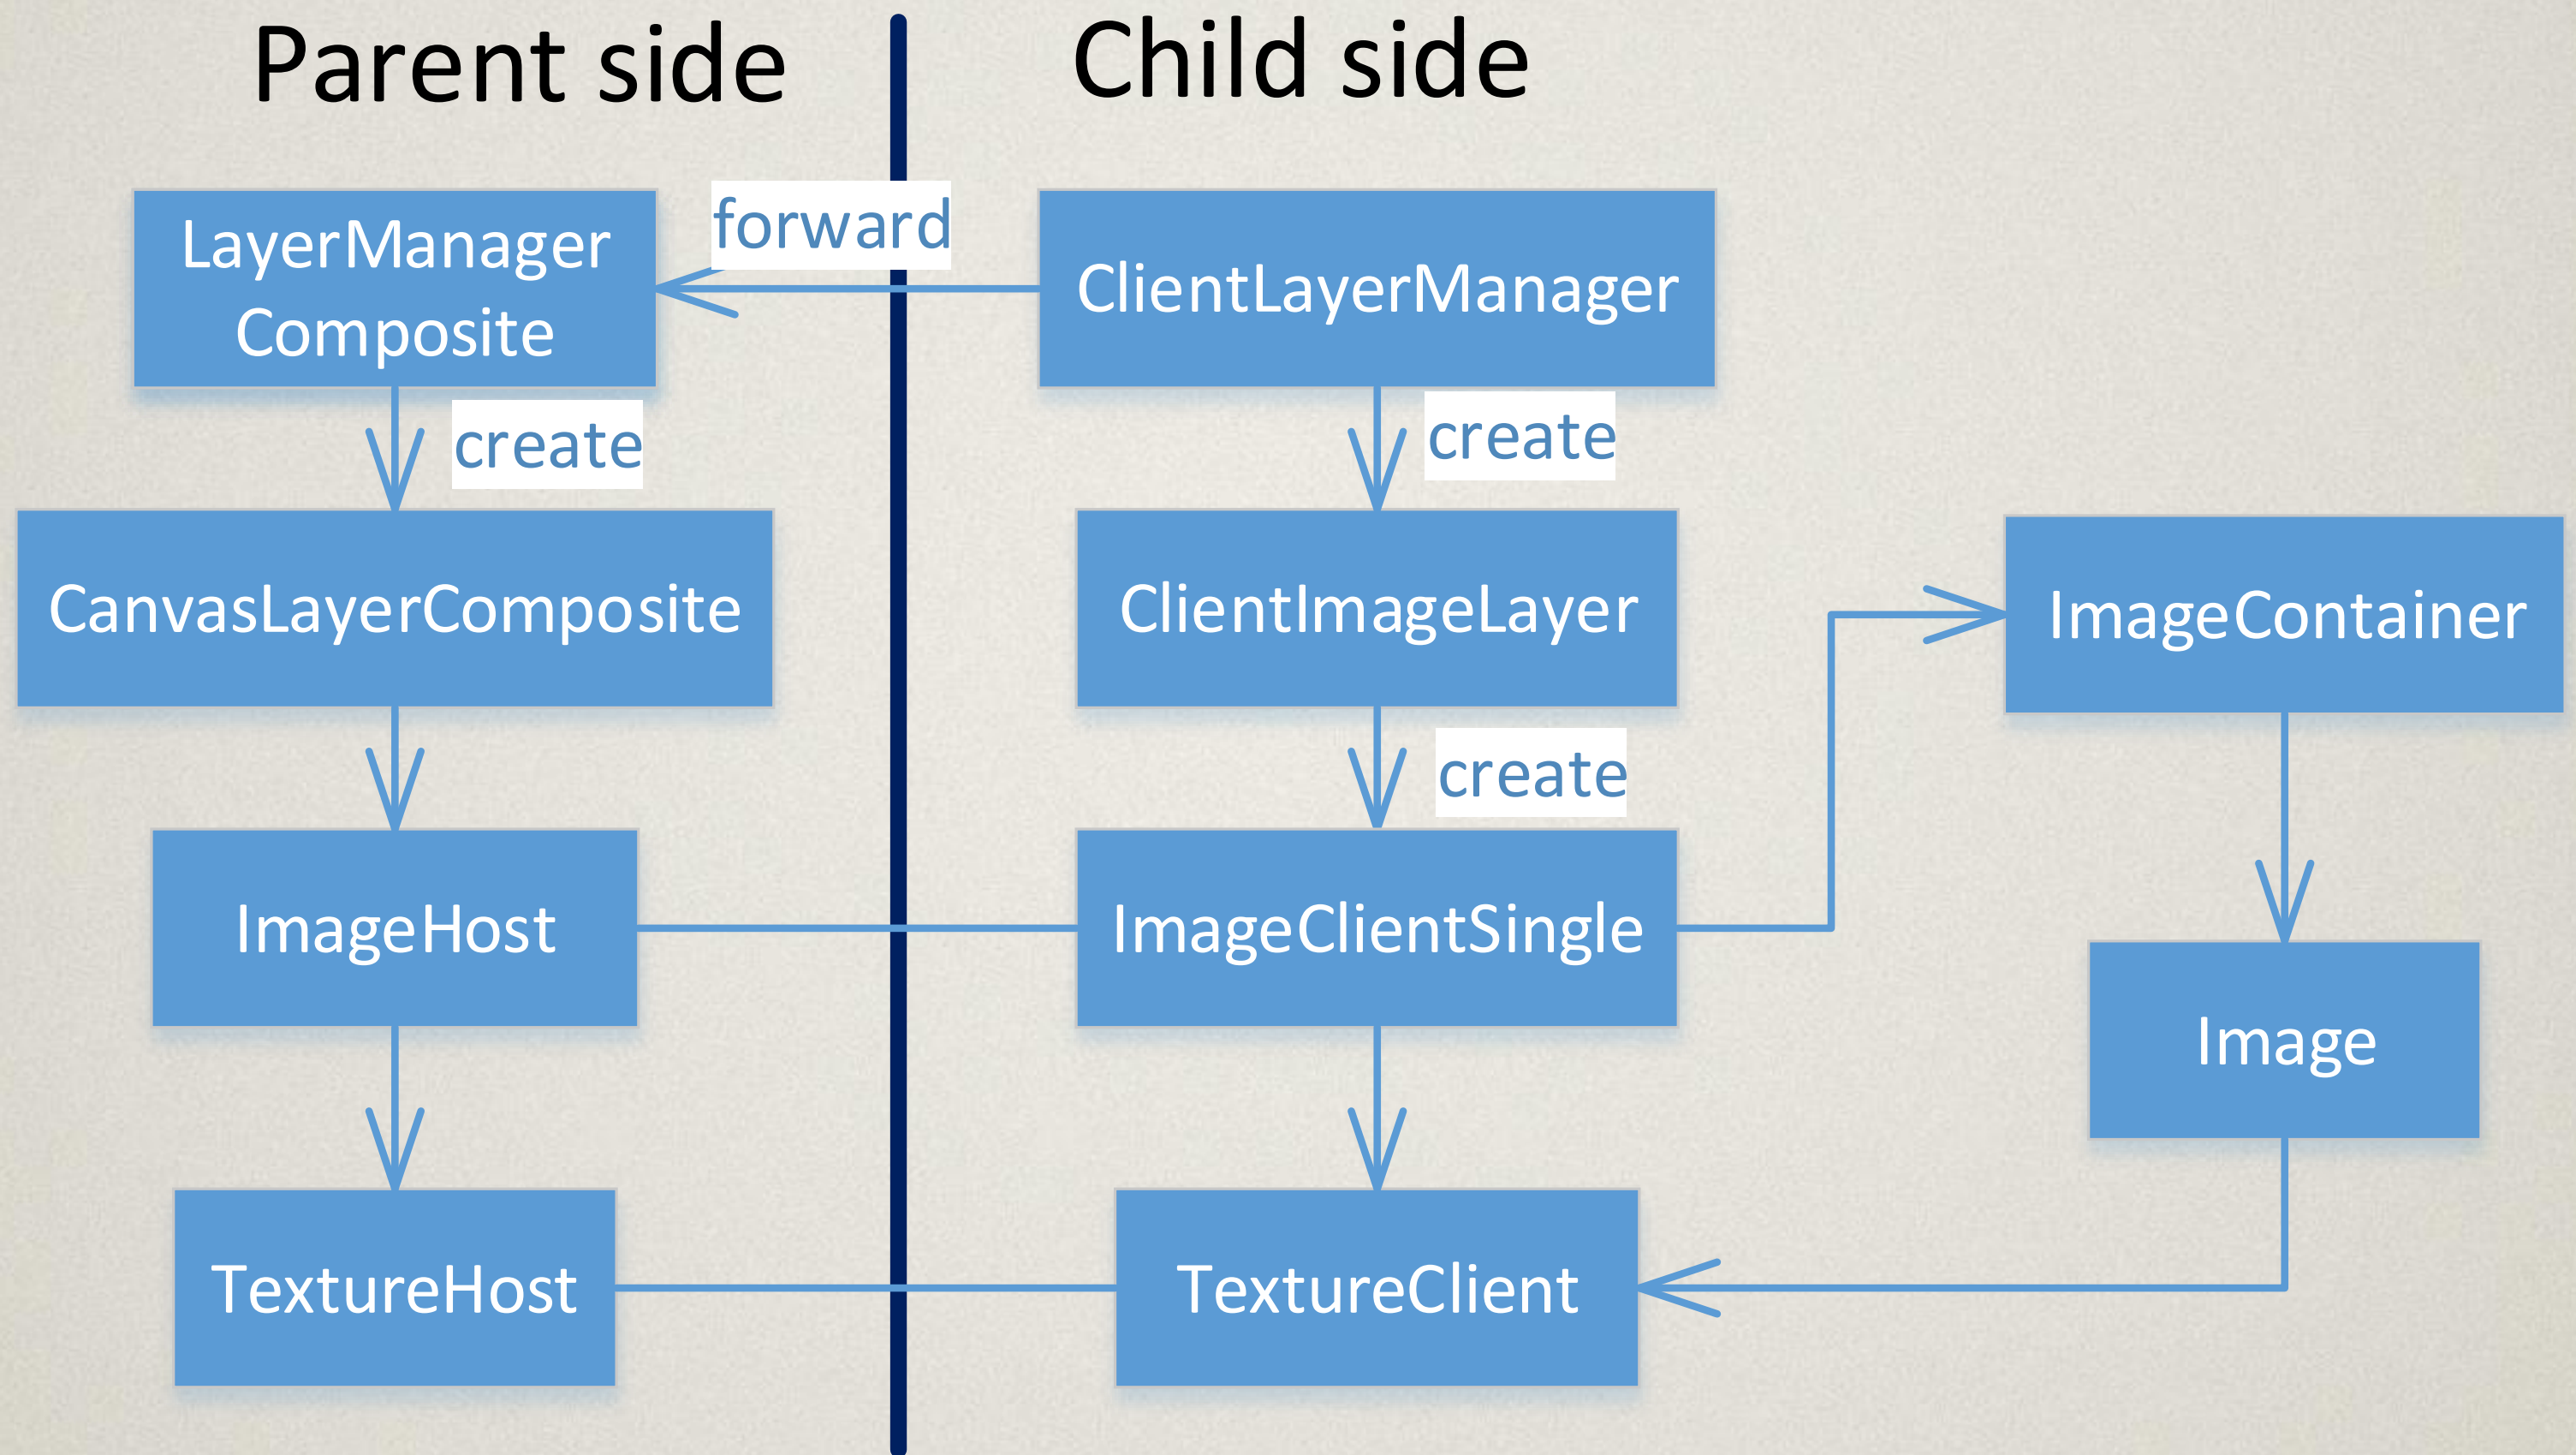 Parent side
Child side
LayerManager
Composite
forward
ClientLayerManager
create
create
CanvasLayerComposite
ClientImageLayer
ImageContainer
create
ImageHost
ImageClientSingle
Image
TextureHost
TextureClient